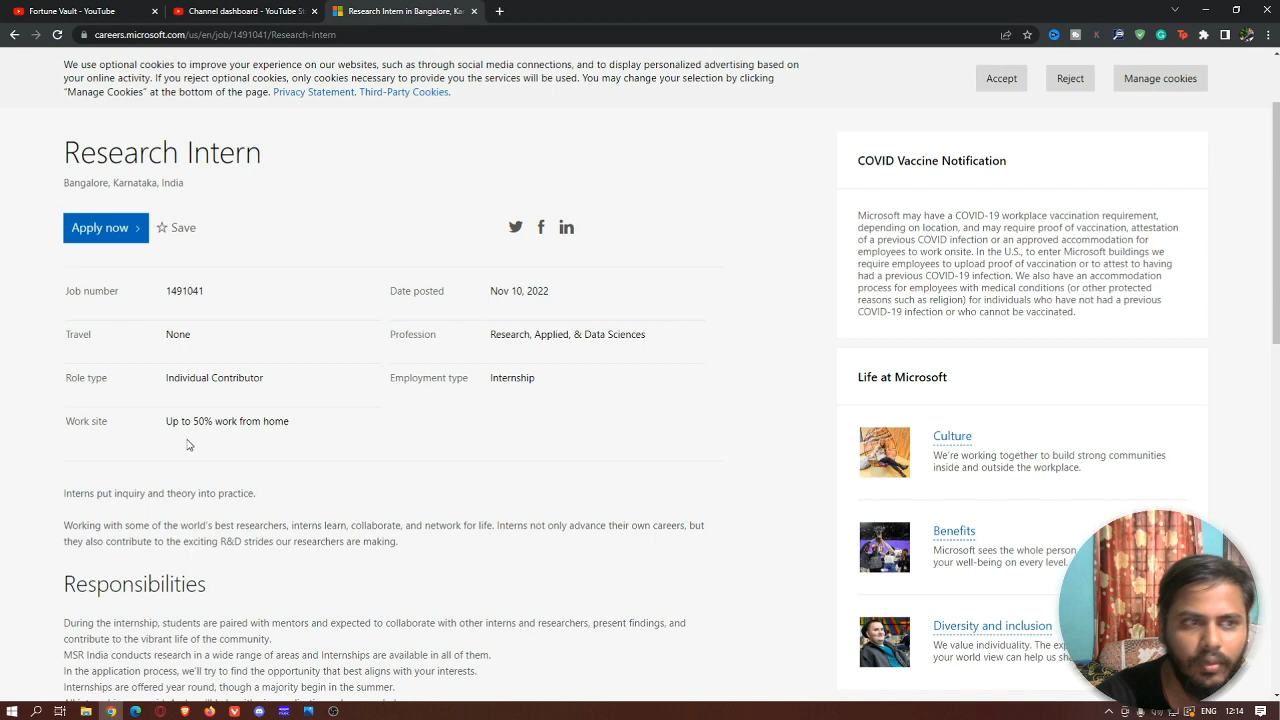 Fortune Vault - YouTube
Channel dashboard - YouTube St
Research Intern in Bangalore, Kar
careers.microsoft.com/us/en/job/1491041/Research-Intern
We use optional cookies to improve your experience on our websites, such as through social media connections, and to display personalized advertising based on
your online activity. If you reject optional cookies, only cookies necessary to provide you the services will be used. You may change your selection by clicking
"Manage Cookies" at the bottom of the page. Privacy Statement. Third-Party Cookies.
Accept
Reject
Manage cookies
Research Intern
Bangalore, Karnataka, India
Apply now
Save
Job number
1491041
Date posted
Nov 10, 2022
Travel
None
Profession
Research, Applied, & Data Sciences
Role type
Individual Contributor
Employment type
Internship
Work site
Up to 50% work from home
Interns put inquiry and theory into practice.
Working with some of the world's best researchers, interns learn, collaborate, and network for life. Interns not only advance their own careers, but
they also contribute to the exciting R&D strides our researchers are making.
Responsibilities
During the internship, students are paired with mentors and expected to collaborate with other interns and researchers, present findings, and
contribute to the vibrant life of the community.
MSR India conducts research in a wide range of areas. Internships are available in all of them.
In the application process, we'll try to find the opportunity that best aligns with your interests.
Internships are offered year round, though a majority begin in the summer.
COVID Vaccine Notification
Microsoft may have a COVID-19 workplace vaccination requirement,
depending on location, and may require proof of vaccination, attestation
of a previous COVID infection or an approved accommodation for
employees to work onsite. In the U.S., to enter Microsoft buildings we
require employees to upload proof of vaccination or to attest to having
had a previous COVID-19 infection. We also have an accommodation
process for employees with medical conditions (or other protected
reasons such as religion) for individuals who have not had a previous
COVID-19 infection or who cannot be vaccinated.
Life at Microsoft
Culture
We're working together to build strong communities
inside and outside the workplace.
Benefits
Microsoft sees the whole person
your well-being on every level.
Diversity and inclusion
We value individuality. The
your world view can help us
ENG
12:14